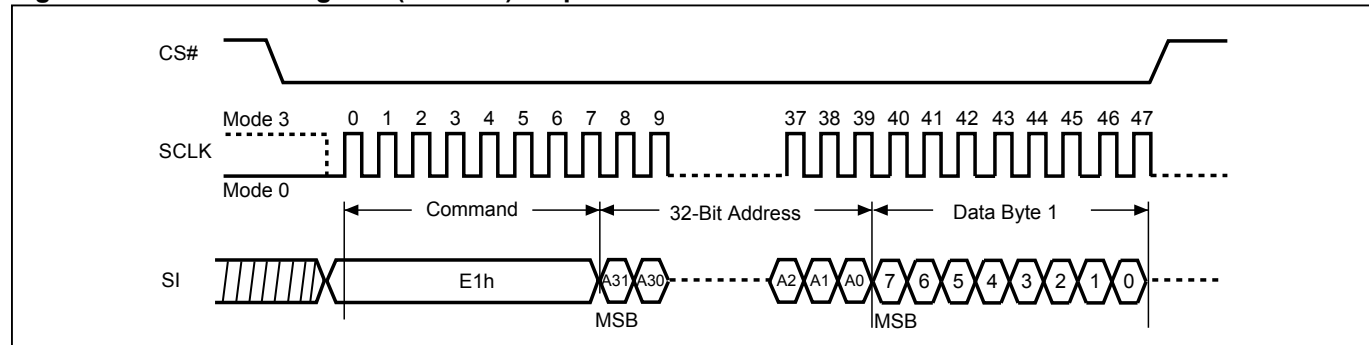 CS#
Mode 3 0 1 2 3 4 5 6 7 8 9 37 38 39 40 41 42 43 44 45 46 47
SCLK
Mode 0
Command 32-Bit Address Data Byte 1
SI E1h A31 A30 A2 A1 A0 7 6 5 4 3 2 1 0
MSB MSB